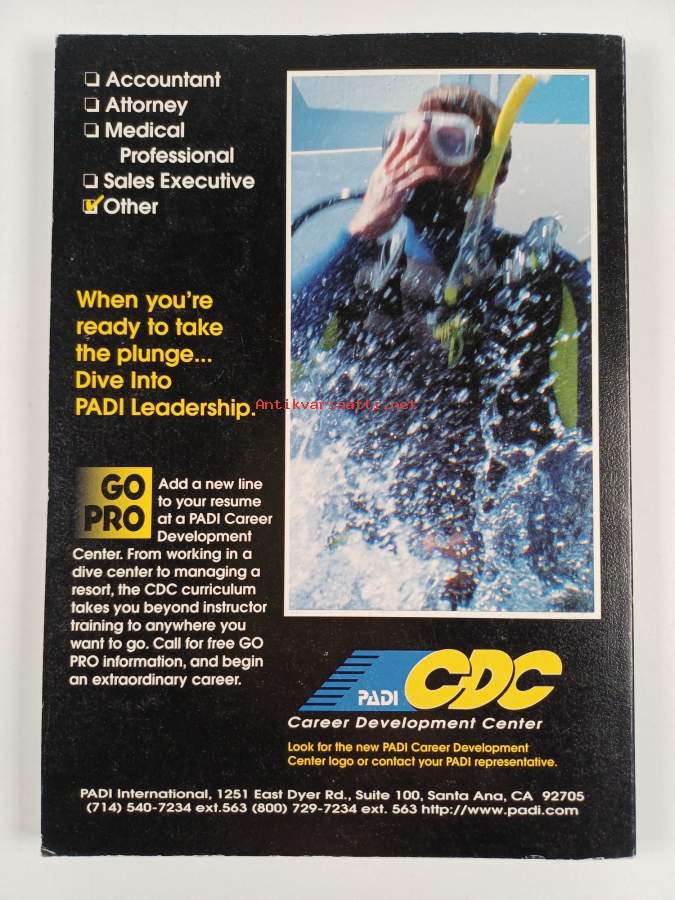 ❏ Accountant
❏ Attorney
❏ Medical
Professional
❏ Sales Executive
☑ Other
When you're
ready to take
the plunge...
Dive Into
PADI Leadership.
Antikvariaatti.net
GO
PRO
Add a new line
to your resume
at a PADI Career
Development
Center. From working in a
dive center to managing a
resort, the CDC curriculum
takes you beyond instructor
training to anywhere you
want to go. Call for free GO
PRO information, and begin
an extraordinary career.
PADI CDC
Career Development Center
Look for the new PADI Career Development
Center logo or contact your PADI representative.
PADI International, 1251 East Dyer Rd., Suite 100, Santa Ana, CA 92705
(714) 540-7234 ext.563 (800) 729-7234 ext. 563 http://www.padi.com